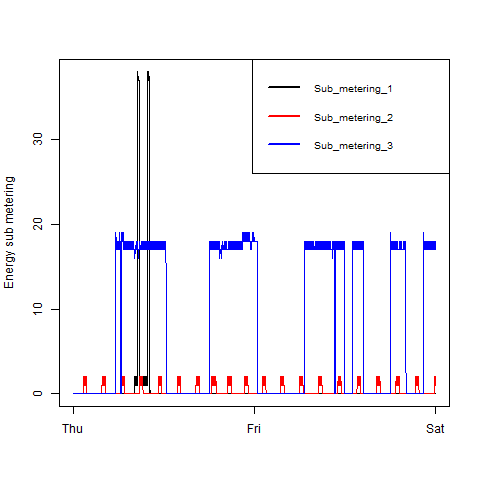 Sub_metering_1
Sub_metering_2
Sub_metering_3
Energy sub metering
30
20
10
0
Thu Fri Sat